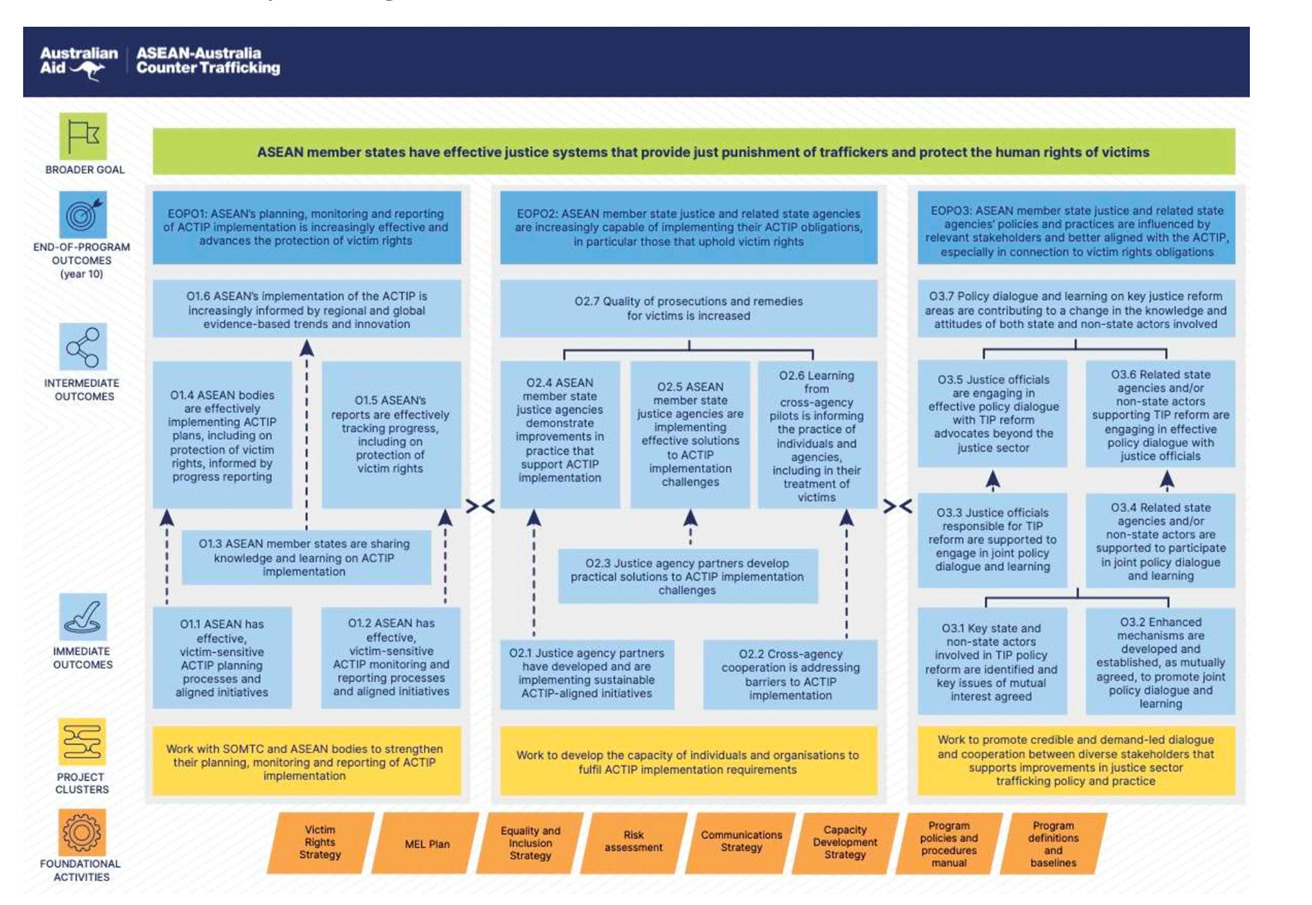 Australian
Aid
ASEAN-Australia
Counter Trafficking
BROADER GOAL
ASEAN member states have effective justice systems that provide just punishment of traffickers and protect the human rights of victims
END-OF-PROGRAM
OUTCOMES
(year 10)
EOPO1: ASEAN's planning, monitoring and reporting
of ACTIP implementation is increasingly effective and
advances the protection of victim rights
EOPO2: ASEAN member state justice and related state agencies
are increasingly capable of implementing their ACTIP obligations,
in particular those that uphold victim rights
EOPO3: ASEAN member state justice and related state
agencies' policies and practices are influenced by
relevant stakeholders and better aligned with the ACTIP,
especially in connection to victim rights obligations
INTERMEDIATE
OUTCOMES
O1.6 ASEAN's implementation of the ACTIP is
increasingly informed by regional and global
evidence-based trends and innovation
O2.7 Quality of prosecutions and remedies
for victims is increased
O3.7 Policy dialogue and learning on key justice reform
areas are contributing to a change in the knowledge and
attitudes of both state and non-state actors involved
O1.4 ASEAN bodies
are effectively
implementing ACTIP
plans, including on
protection of victim
rights, informed by
progress reporting
O1.5 ASEAN's
reports are effectively
tracking progress,
including on
protection of
victim rights
O2.4 ASEAN
member state
justice agencies
demonstrate
improvements in
practice that
support ACTIP
implementation
O2.5 ASEAN
member state
justice agencies are
implementing
effective solutions
to ACTIP
implementation
challenges
O2.6 Learning
from
cross-agency
pilots is informing
the practice of
individuals and
agencies,
including in their
treatment of
victims
O3.5 Justice officials
are engaging in
effective policy dialogue
with TIP reform
advocates beyond the
justice sector
O3.6 Related state
agencies and/or
non-state actors
supporting TIP reform are
engaging in effective
policy dialogue with
justice officials
O1.3 ASEAN member states are sharing
knowledge and learning on ACTIP
implementation
O2.3 Justice agency partners develop
practical solutions to ACTIP implementation
challenges
O3.3 Justice officials
responsible for TIP
reform are supported to
engage in joint policy
dialogue and learning
O3.4 Related state
agencies and/or
non-state actors are
supported to participate
in joint policy dialogue
and learning
IMMEDIATE
OUTCOMES
O1.1 ASEAN has
effective,
victim-sensitive
ACTIP planning
processes and
aligned initiatives
O1.2 ASEAN has
effective,
victim-sensitive
ACTIP monitoring and
reporting processes
and aligned initiatives
O2.1 Justice agency partners
have developed and are
implementing sustainable
ACTIP-aligned initiatives
O2.2 Cross-agency
cooperation is addressing
barriers to ACTIP
implementation
O3.1 Key state and
non-state actors
involved in TIP policy
reform are identified and
key issues of mutual
interest agreed
O3.2 Enhanced
mechanisms are
developed and
established, as mutually
agreed, to promote joint
policy dialogue and
learning
PROJECT
CLUSTERS
Work with SOMTC and ASEAN bodies to strengthen
their planning, monitoring and reporting of ACTIP
implementation
Work to develop the capacity of individuals and organisations to
fulfil ACTIP implementation requirements
Work to promote credible and demand-led dialogue
and cooperation between diverse stakeholders that
supports improvements in justice sector
trafficking policy and practice
FOUNDATIONAL
ACTIVITIES
Victim
Rights
Strategy
MEL Plan
Equality and
Inclusion
Strategy
Risk
assessment
Communications
Strategy
Capacity
Development
Strategy
Program
policies and
procedures
manual
Program
definitions
and
baselines